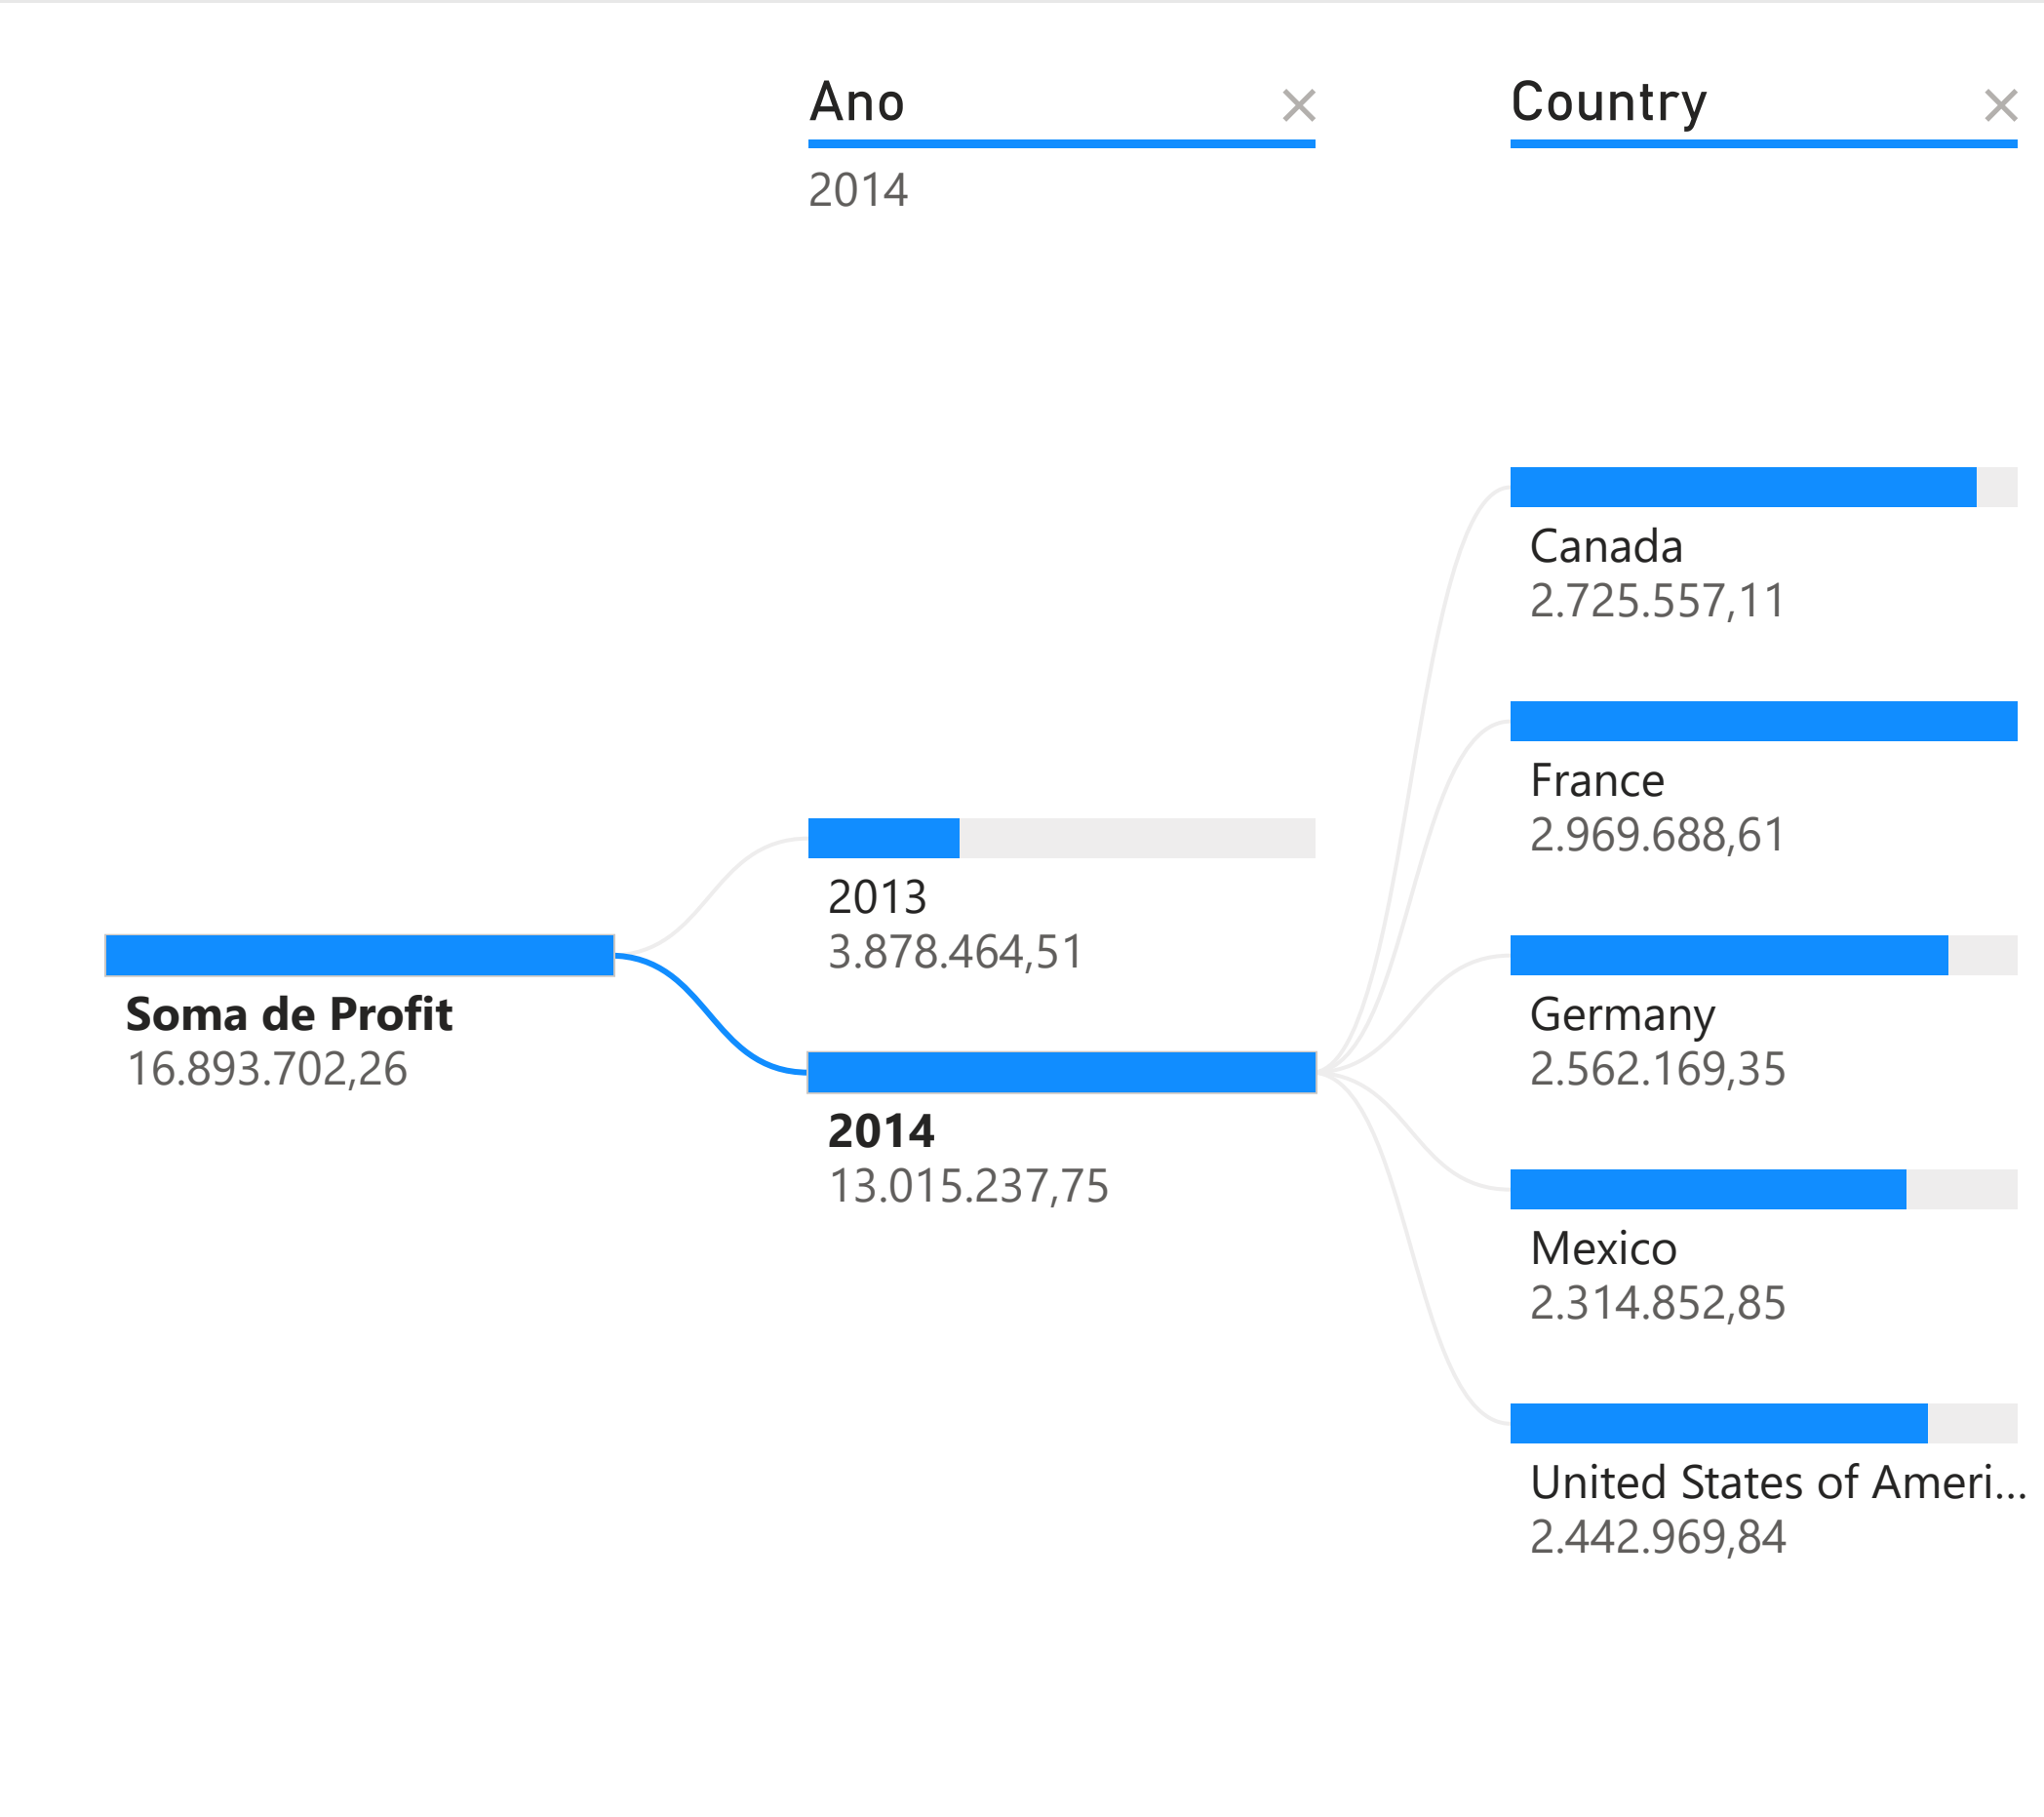 Ano
Country
2014
Canada
2.725.557,11
France
2.969.688,61
2013
3.878.464,51
Soma de Profit
16.893.702,26
Germany
2.562.169,35
2014
13.015.237,75
Mexico
2.314.852,85
United States of Ameri...
2.442.969,84